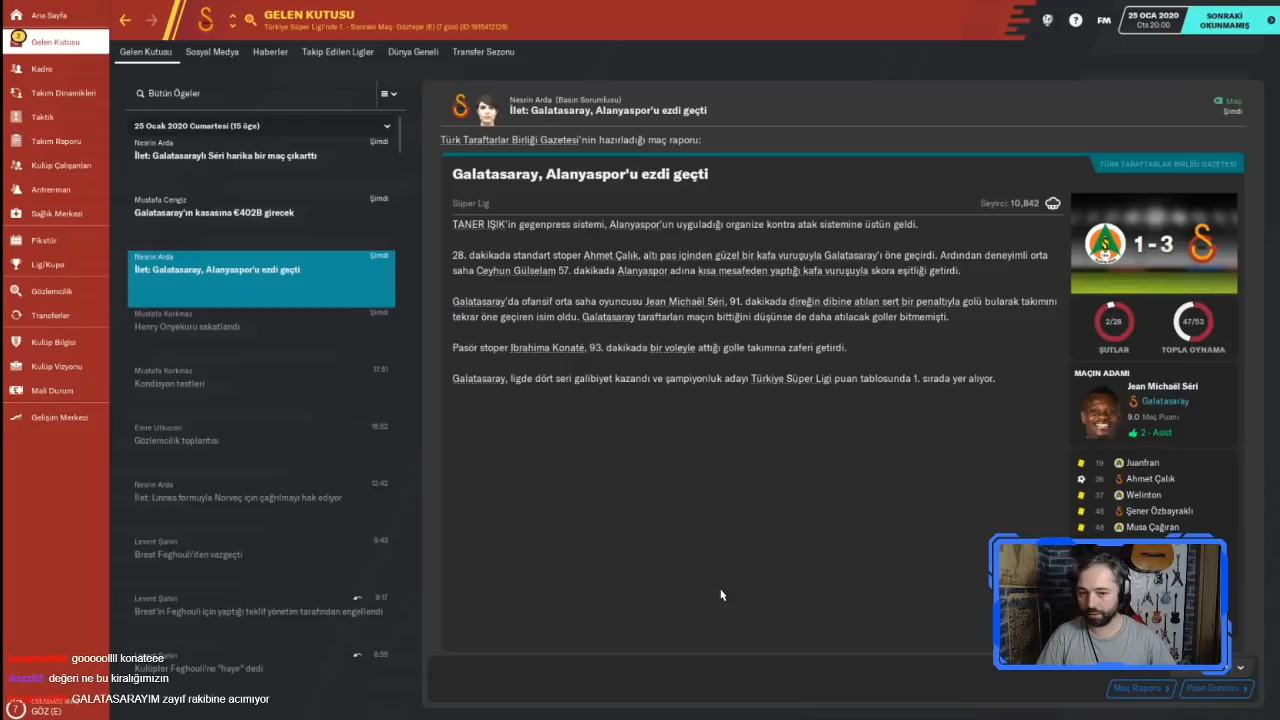 Ana Sayfa
2
Gelen Kutusu
Kadro
Takım Dinamikleri
Taktik
Takım Raporu
Kulüp Çalışanları
Antrenman
Sağlık Merkezi
Fikstür
Lig/Kupa
Gözlemcilik
Transferler
Kulüp Bilgisi
Kulüp Vizyonu
Mali Durum
Gelişim Merkezi
GELEN KUTUSU
Türkiye Süper Ligi'nde 1. - Sonraki Maç: Göztepe (E) (7 gün) (ID:1915412126)
FM
25 OCA 2020
Cts 20:00
SONRAKİ
OKUNMAMIŞ
Gelen Kutusu
Sosyal Medya
Haberler
Takip Edilen Ligler
Dünya Geneli
Transfer Sezonu
Bütün Ögeler
25 Ocak 2020 Cumartesi (15 öge)
Nesrin Arda Şimdi
İlet: Galatasaraylı Séri harika bir maç çıkarttı
Mustafa Cengiz Şimdi
Galatasaray'ın kasasına €402B girecek
Nesrin Arda Şimdi
İlet: Galatasaray, Alanyaspor'u ezdi geçti
Mustafa Korkmaz Şimdi
Henry Onyekuru sakatlandı
Mustafa Korkmaz 17:51
Kondisyon testleri
Emre Utkucan 16:52
Gözlemcilik toplantısı
Nesrin Arda 12:42
İlet: Linnes formuyla Norveç için çağrılmayı hak ediyor
Levent Şahin 9:43
Brest Feghouli'den vazgeçti
Levent Şahin 9:17
Brest'in Feghouli için yaptığı teklif yönetim tarafından engellendi
Şahin 8:55
Kulüpler Feghouli'ne "hayır" dedi
Nesrin Arda (Basın Sorumlusu)
İlet: Galatasaray, Alanyaspor'u ezdi geçti
Maç
Şimdi
Türk Taraftarlar Birliği Gazetesi'nin hazırladığı maç raporu:
TÜRK TARAFTARLAR BİRLİĞİ GAZETESİ
Galatasaray, Alanyaspor'u ezdi geçti
Süper Lig Seyirci: 10,842
TANER IŞIK'in gegenpress sistemi, Alanyaspor'un uyguladığı organize kontra atak sistemine üstün geldi.
28. dakikada standart stoper Ahmet Çalık, altı pas içinden güzel bir kafa vuruşuyla Galatasaray'ı öne geçirdi. Ardından deneyimli orta
saha Ceyhun Gülselam 57. dakikada Alanyaspor adına kısa mesafeden yaptığı kafa vuruşuyla skora eşitliği getirdi.
Galatasaray'da ofansif orta saha oyuncusu Jean Michaël Séri, 91. dakikada direğin dibine atılan sert bir penaltıyla golü bularak takımını
tekrar öne geçiren isim oldu. Galatasaray taraftarları maçın bittiğini düşünse de daha atılacak goller bitmemişti.
Pasör stoper Ibrahima Konaté, 93. dakikada bir voleyle attığı golle takımına zaferi getirdi.
Galatasaray, ligde dört seri galibiyet kazandı ve şampiyonluk adayı Türkiye Süper Ligi puan tablosunda 1. sırada yer alıyor.
1 - 3
2/28
47/53
ŞUTLAR
TOPLA OYNAMA
MAÇIN ADAMI
Jean Michaël Séri
Galatasaray
9.0 Maç Puanı
2 - Asist
19 Juanfran
28 Ahmet Çalık
37 Welinton
45 Şener Özbayraklı
46 Musa Çağıran
Maç Raporu
Puan Durumu
gooooollll konateee
druzz92 değeri ne bu kiralığımızın
GALATASARAYIM zayıf rakibine acımıyor
7
GÖZ (E)